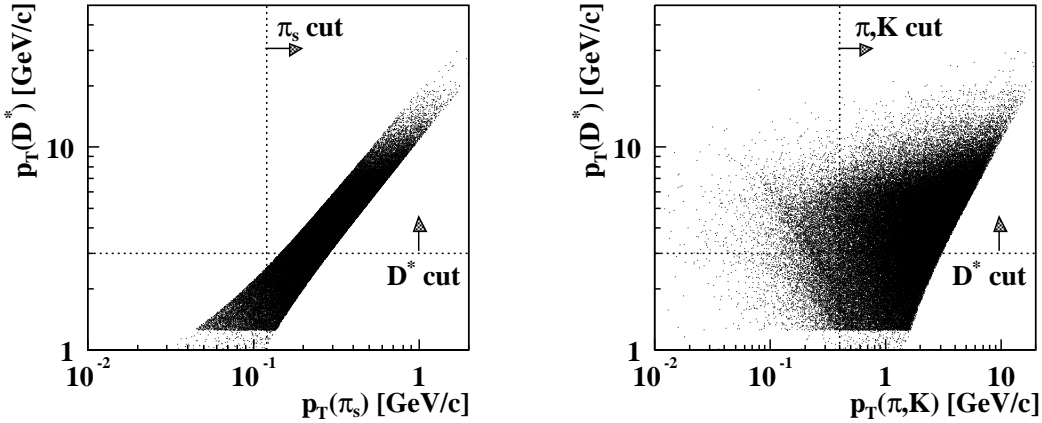 p_T(D^*) [GeV/c]
π_s cut
10
D^* cut
1
10^-2 10^-1 1
p_T(π_s) [GeV/c]
p_T(D^*) [GeV/c]
π,K cut
10
D^* cut
1
10^-2 10^-1 1 10
p_T(π,K) [GeV/c]